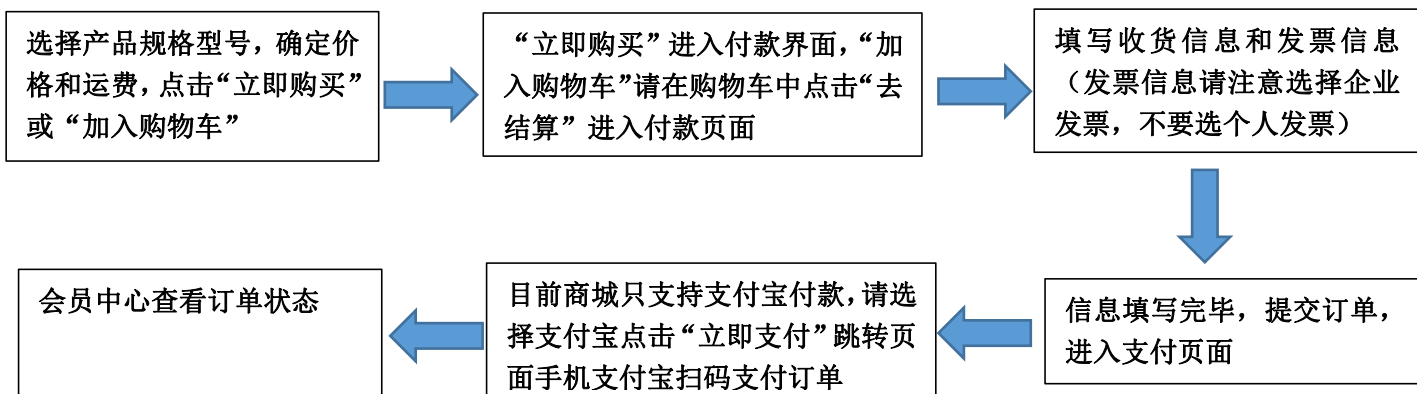 选择产品规格型号，确定价
格和运费，点击“立即购买”
或“加入购物车”
“立即购买”进入付款界面，“加
入购物车”请在购物车中点击“去
结算”进入付款页面
填写收货信息和发票信息
（发票信息请注意选择企业
发票，不要选个人发票）
信息填写完毕，提交订单，
进入支付页面
目前商城只支持支付宝付款，请选
择支付宝点击“立即支付”跳转页
面手机支付宝扫码支付订单
会员中心查看订单状态